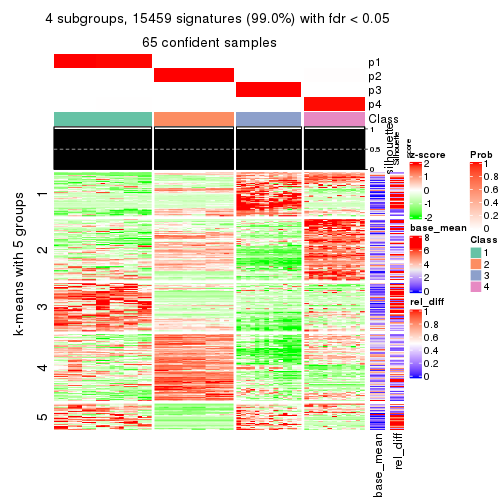 4 subgroups, 15459 signatures (99.0%) with fdr < 0.05
65 confident samples
p1
p2
p3
p4
Class
1
0.5
0
silhouette
Silhouette
score
k-means with 5 groups
1
2
3
4
5
base_mean
rel_diff
z-score
2
1
0
-1
-2
base_mean
8
6
4
2
0
rel_diff
1
0.8
0.6
0.4
0.2
0
Prob
1
0.8
0.6
0.4
0.2
0
Class
1
2
3
4